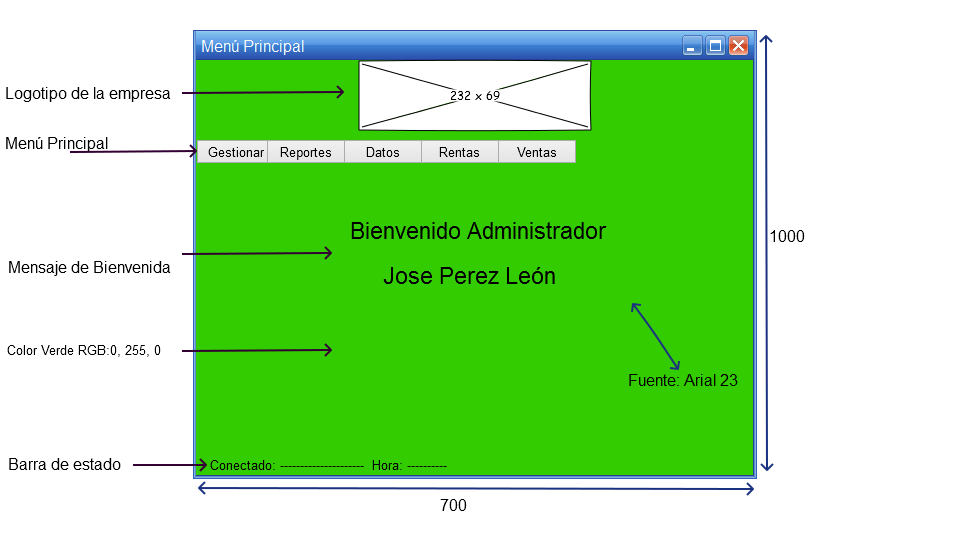 Menú Principal
Logotipo de la empresa
232 x 69
Menú Principal
Gestionar Reportes Datos Rentas Ventas
Bienvenido Administrador
1000
Mensaje de Bienvenida
Jose Perez León
Color Verde RGB:0, 255, 0
Fuente: Arial 23
Barra de estado
Conectado: --------------------- Hora: ----------
700